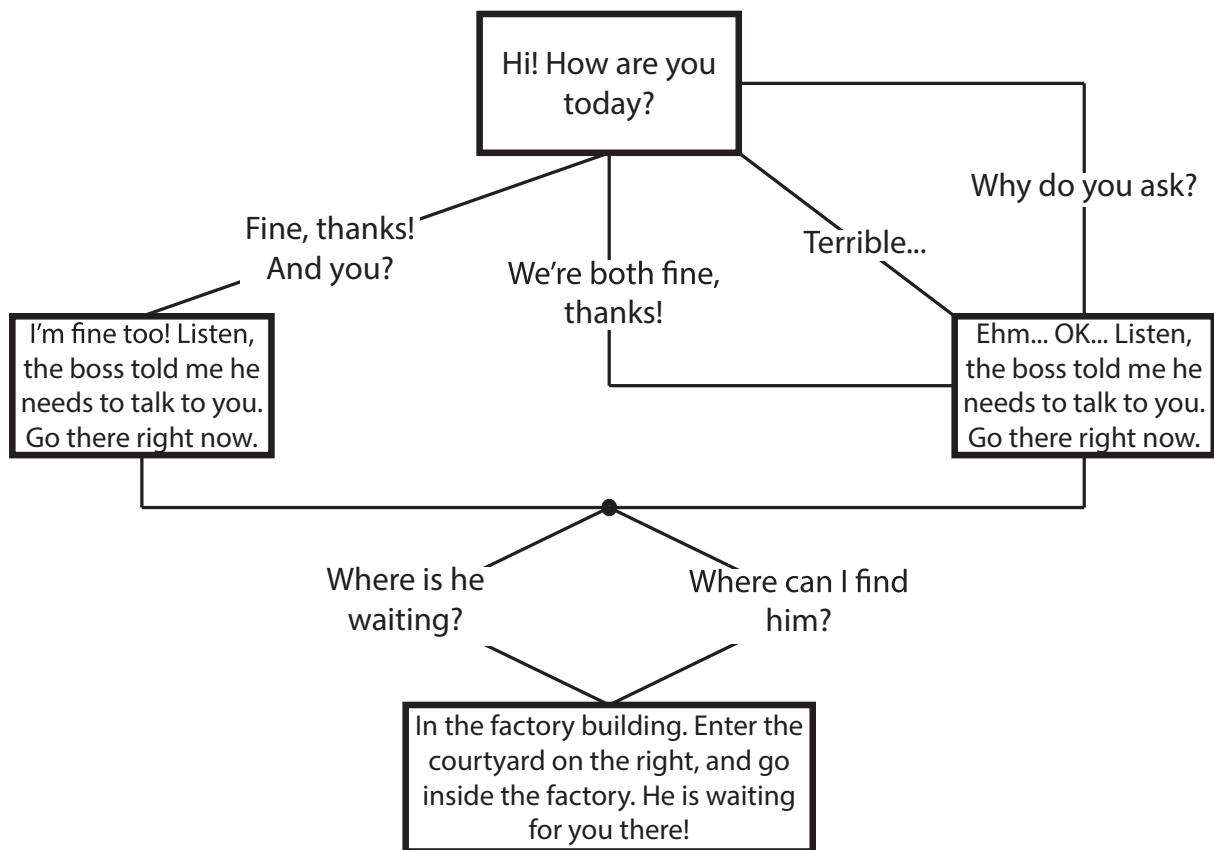 Hi! How are you
today?
Why do you ask?
Fine, thanks!
And you?
Terrible...
We're both fine,
thanks!
I'm fine too! Listen,
the boss told me he
needs to talk to you.
Go there right now.
Ehm... OK... Listen,
the boss told me he
needs to talk to you.
Go there right now.
Where is he
waiting?
Where can I find
him?
In the factory building. Enter the
courtyard on the right, and go
inside the factory. He is waiting
for you there!